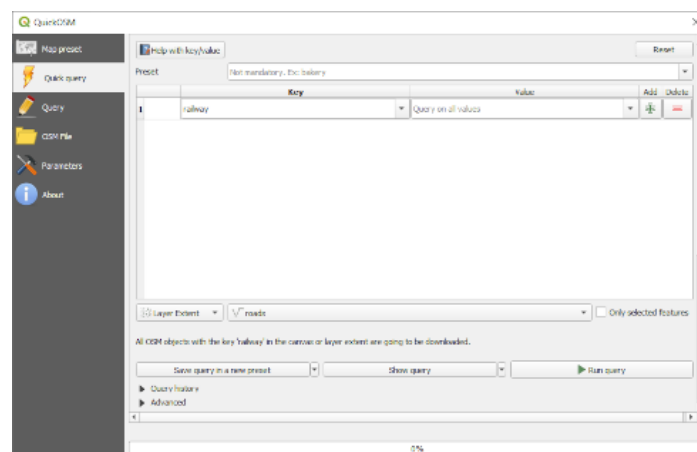 QuickOSM
Map preset
Quick query
Query
OSM File
Parameters
About
Help with key/value
Reset
Preset
Not mandatory. Ex: bakery
Key Value Add Delete
1 railway Query on all values
Layer Extent roads Only selected features
All OSM objects with the key 'railway' in the canvas or layer extent are going to be downloaded.
Save query in a new preset Show query Run query
Query history
Advanced
0%